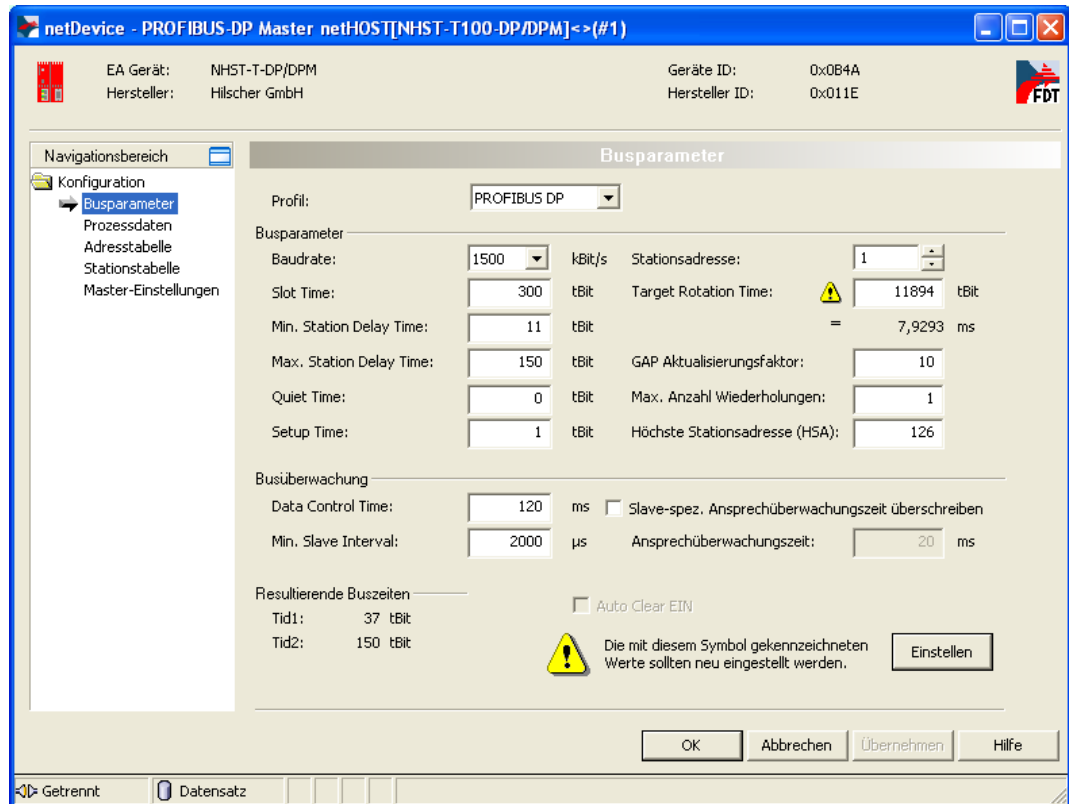 netDevice - PROFIBUS-DP Master netHOST[NHST-T100-DP/DPM]<>(#1)
EA Gerät: NHST-T-DP/DPM Geräte ID: 0x0B4A
Hersteller: Hilscher GmbH Hersteller ID: 0x011E
FDT
Navigationsbereich
Konfiguration
Busparameter
Prozessdaten
Adresstabelle
Stationstabelle
Master-Einstellungen
Busparameter
Profil: PROFIBUS DP
Busparameter
Baudrate: 1500 kBit/s Stationsadresse: 1
Slot Time: 300 tBit Target Rotation Time: 11894 tBit
Min. Station Delay Time: 11 tBit = 7,9293 ms
Max. Station Delay Time: 150 tBit GAP Aktualisierungsfaktor: 10
Quiet Time: 0 tBit Max. Anzahl Wiederholungen: 1
Setup Time: 1 tBit Höchste Stationsadresse (HSA): 126
Busüberwachung
Data Control Time: 120 ms Slave-spez. Ansprechüberwachungszeit überschreiben
Min. Slave Interval: 2000 µs Ansprechüberwachungszeit: 20 ms
Resultierende Buszeiten
Tid1: 37 tBit
Tid2: 150 tBit
Auto Clear EIN
Die mit diesem Symbol gekennzeichneten
Werte sollten neu eingestellt werden.
Einstellen
OK Abbrechen Übernehmen Hilfe
Getrennt Datensatz